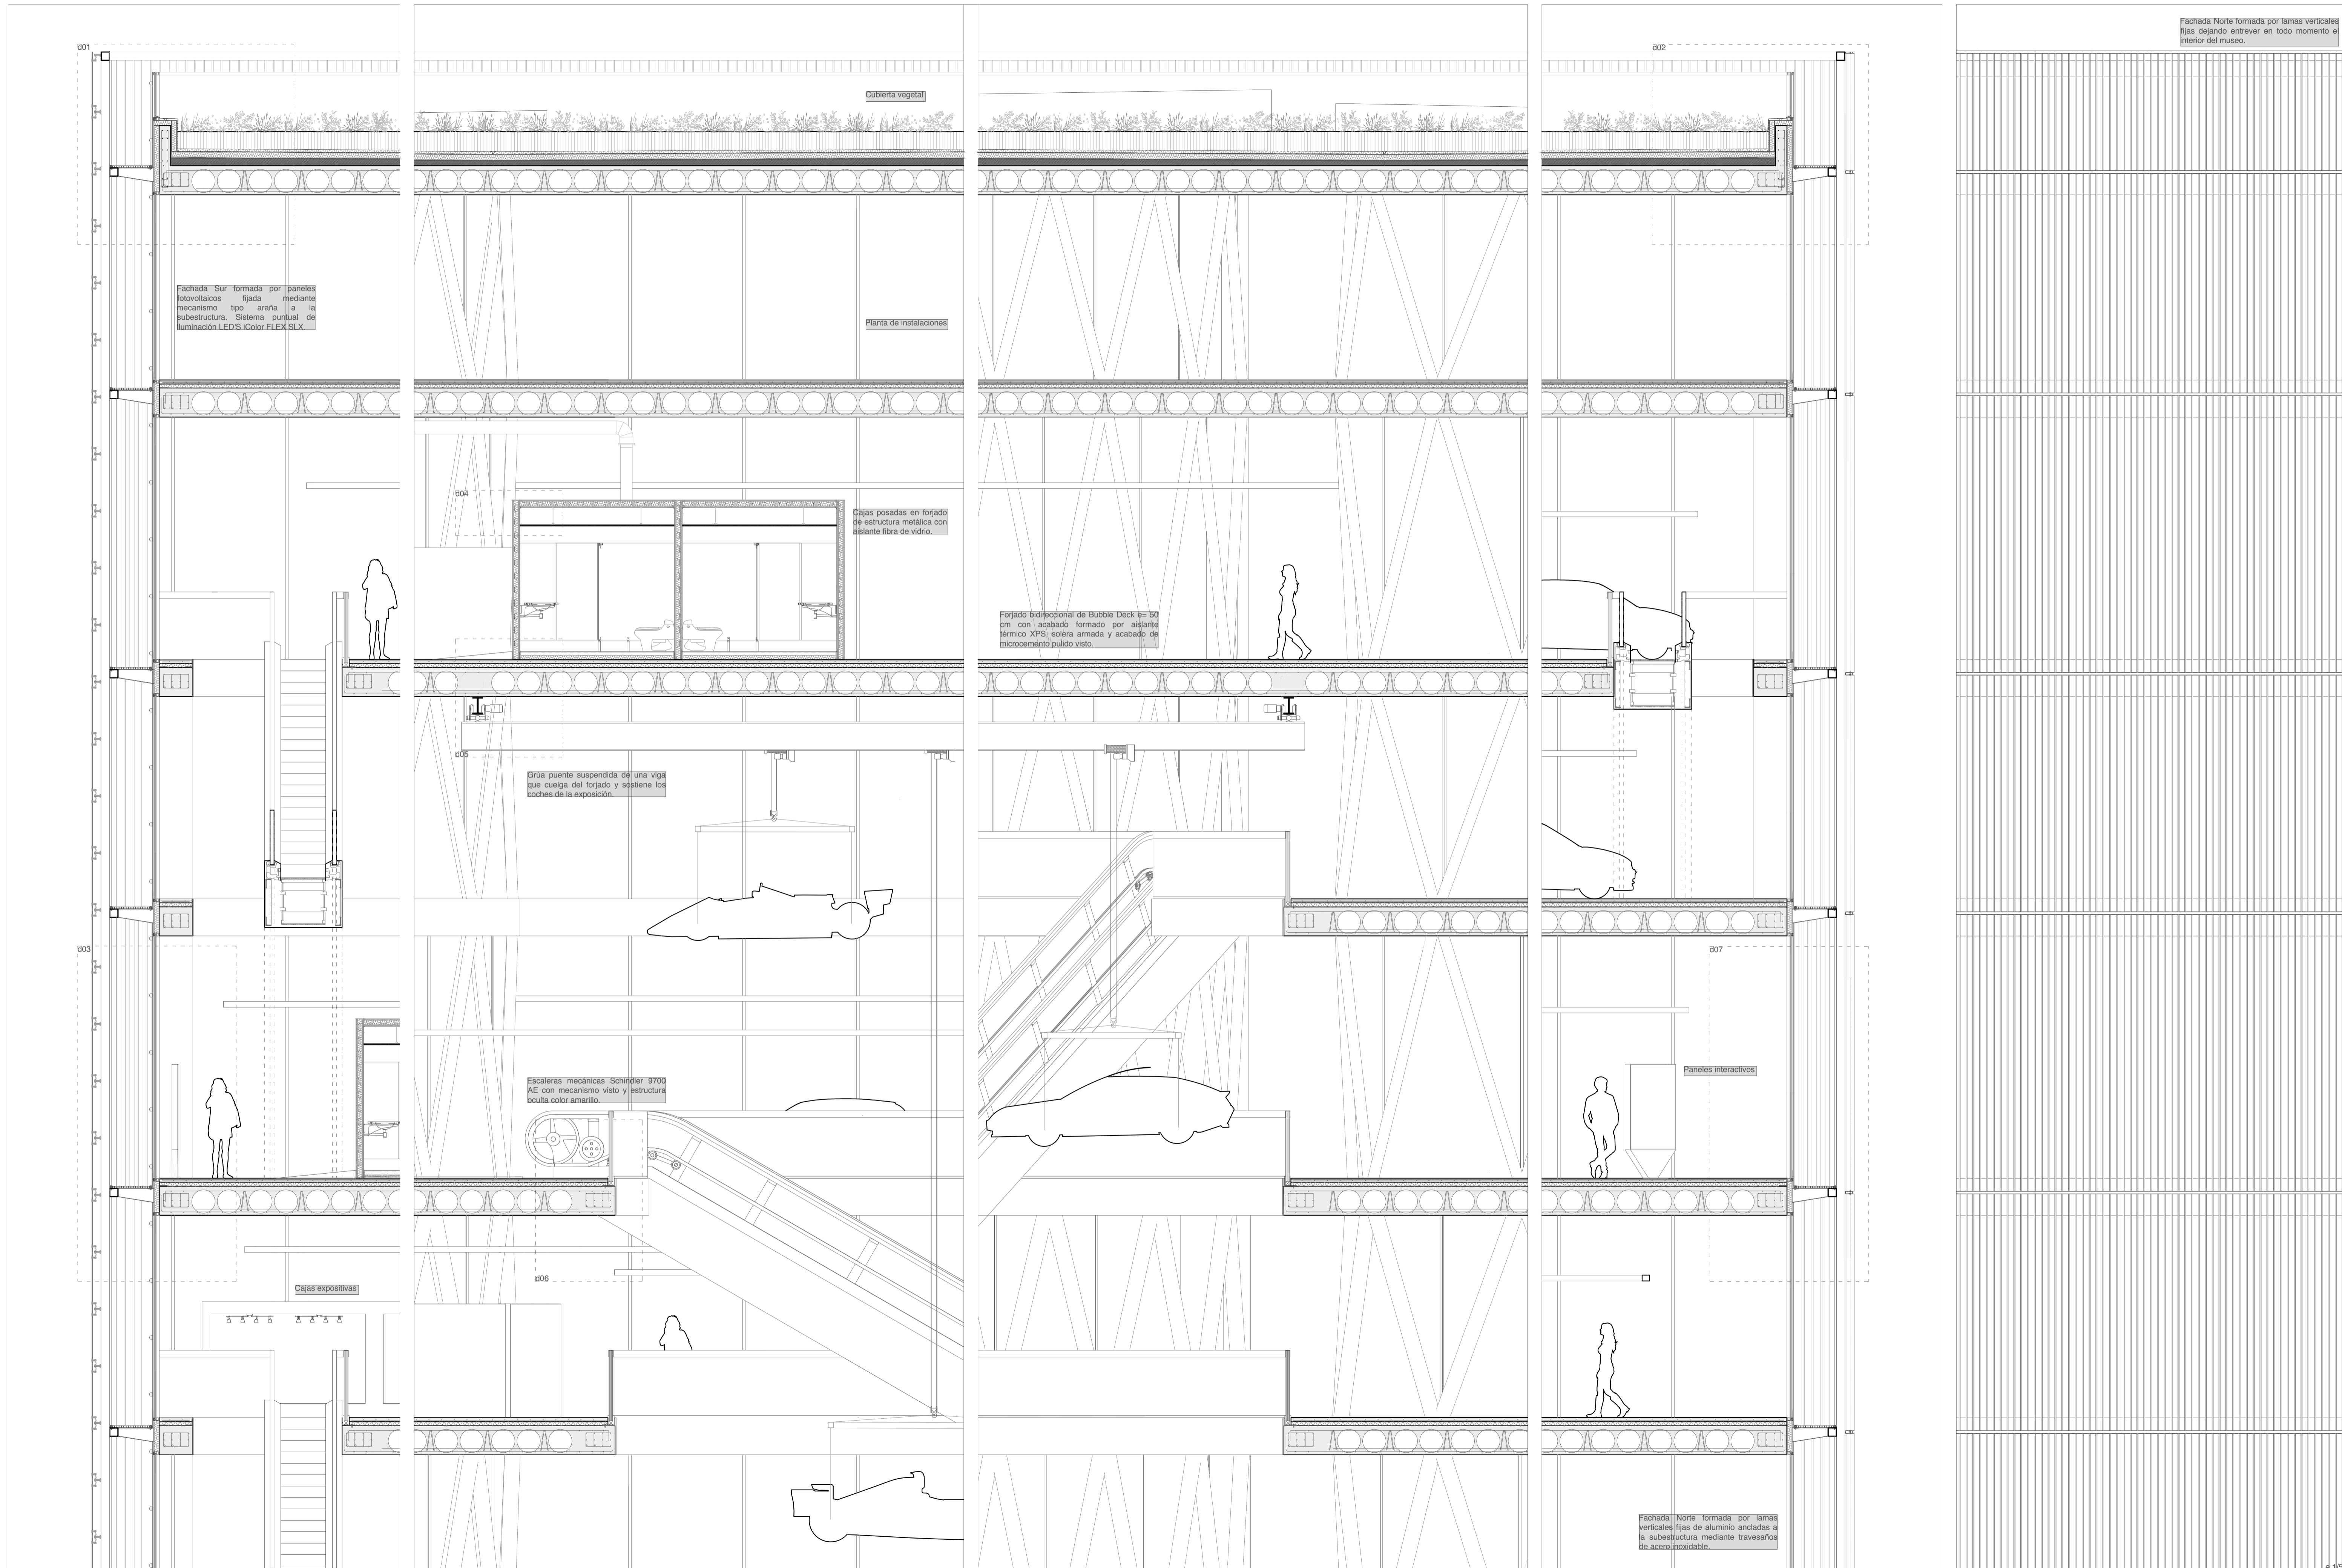 Fachada Norte formada por lamas verticales
fijas dejando entrever en todo momento el
interior del museo.
d01
d02
Cubierta vegetal
Fachada Sur formada por paneles
fotovoltaicos fijada mediante
mecanismo tipo araña a la
subestructura. Sistema puntual de
iluminación LED'S iColor FLEX SLX.
Planta de instalaciones
d04
Cajas posadas en forjado
de estructura metálica con
aislante fibra de vidrio.
Forjado bidireccional de Bubble Deck e= 50
cm con acabado formado por aislante
térmico XPS, solera armada y acabado de
microcemento pulido visto.
d05
Grúa puente suspendida de una viga
que cuelga del forjado y sostiene los
coches de la exposición.
d03
d07
Escaleras mecánicas Schindler 9700
AE con mecanismo visto y estructura
oculta color amarillo.
Paneles interactivos
d06
Cajas expositivas
Fachada Norte formada por lamas
verticales fijas de aluminio ancladas a
la subestructura mediante travesaños
de acero inoxidable.